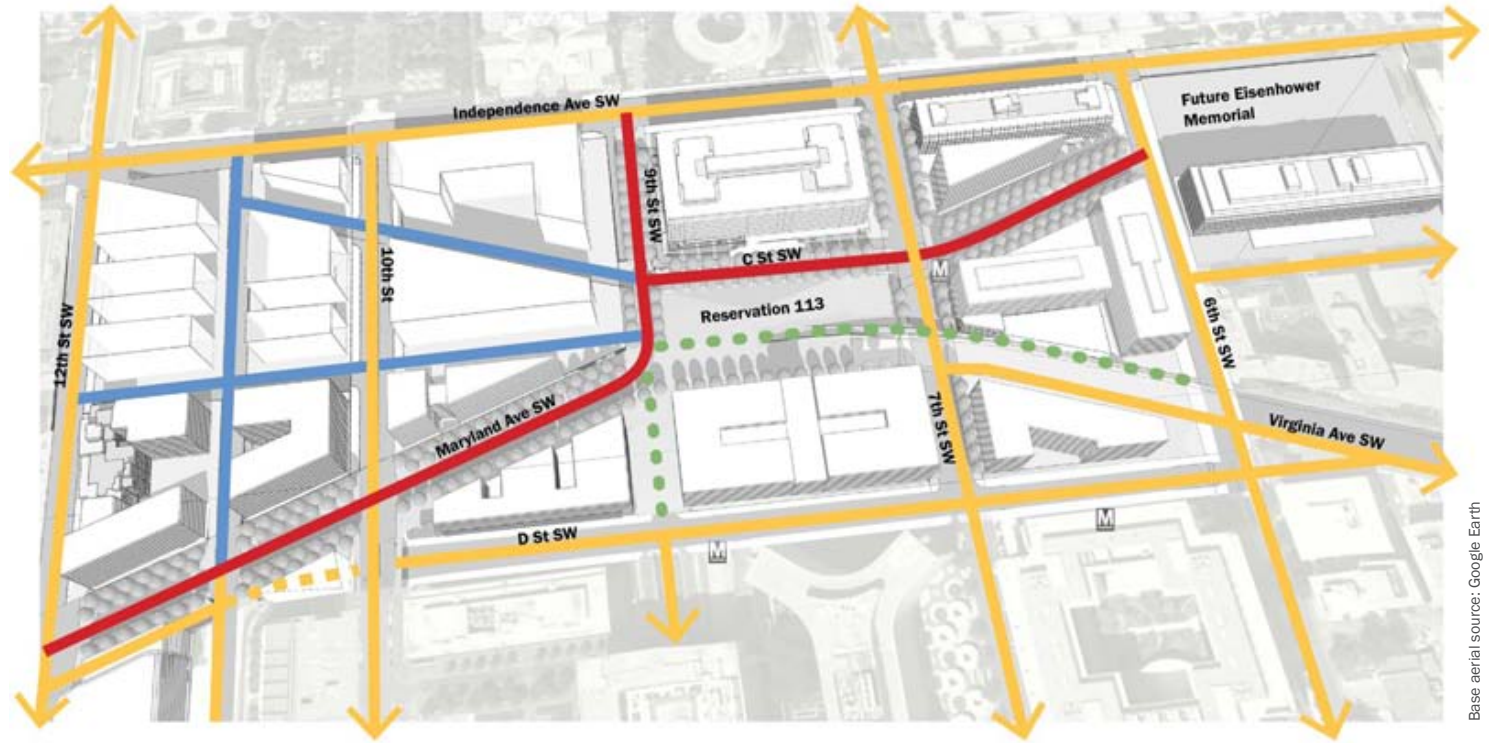 Independence Ave SW
Future Eisenhower
Memorial
9th St SW
10th St
C St SW
M
Reservation 113
12th St SW
6th St SW
Maryland Ave SW
7th St SW
Virginia Ave SW
D St SW
M
M
Base aerial source: Google Earth